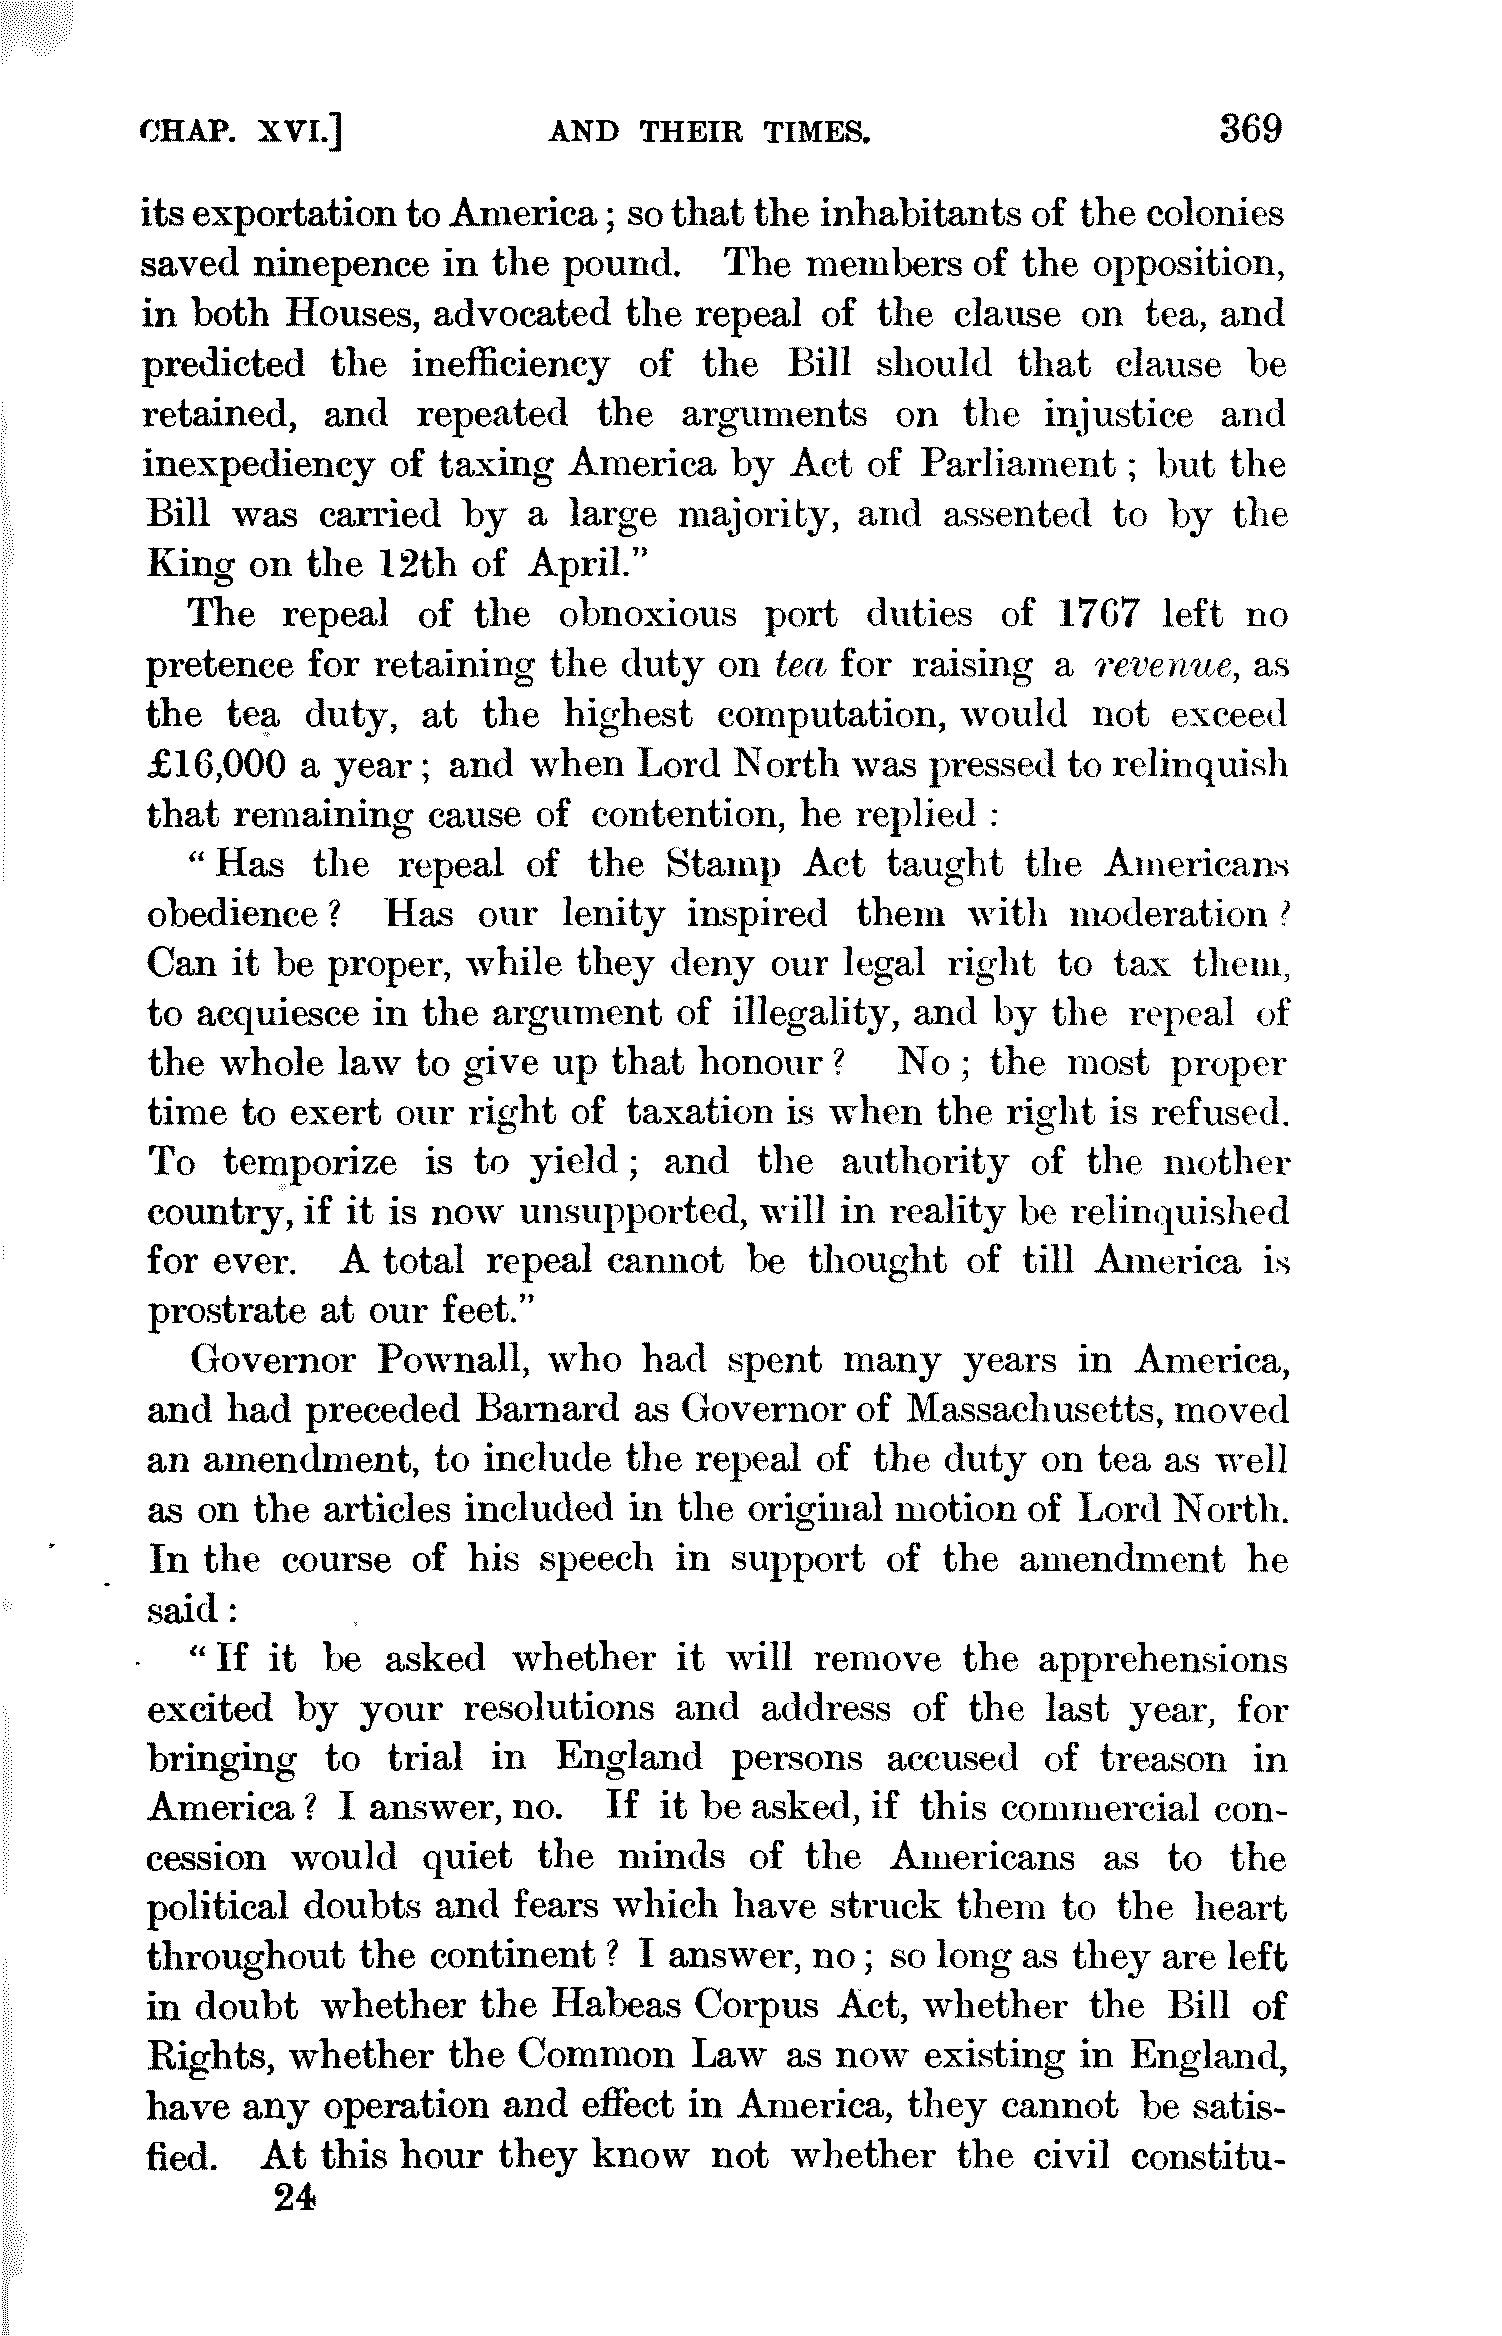 CHAP. XVI.] AND THEIR TIMES. 369
its exportation to America; so that the inhabitants of the colonies
saved ninepence in the pound. The members of the opposition,
in both Houses, advocated the repeal of the clause on tea, and
predicted the inefficiency of the Bill should that clause be
retained, and repeated the arguments on the injustice and
inexpediency of taxing America by Act of Parliament; but the
Bill was carried by a large majority, and assented to by the
King on the 12th of April."
The repeal of the obnoxious port duties of 1767 left no
pretence for retaining the duty on tea for raising a revenue, as
the tea duty, at the highest computation, would not exceed
£16,000 a year; and when Lord North was pressed to relinquish
that remaining cause of contention, he replied :
"Has the repeal of the Stamp Act taught the Americans
obedience? Has our lenity inspired them with moderation?
Can it be proper, while they deny our legal right to tax them,
to acquiesce in the argument of illegality, and by the repeal of
the whole law to give up that honour? No; the most proper
time to exert our right of taxation is when the right is refused.
To temporize is to yield; and the authority of the mother
country, if it is now unsupported, will in reality be relinquished
for ever. A total repeal cannot be thought of till America is
prostrate at our feet."
Governor Pownall, who had spent many years in America,
and had preceded Barnard as Governor of Massachusetts, moved
an amendment, to include the repeal of the duty on tea as well
as on the articles included in the original motion of Lord North.
In the course of his speech in support of the amendment he
said:
"If it be asked whether it will remove the apprehensions
excited by your resolutions and address of the last year, for
bringing to trial in England persons accused of treason in
America? I answer, no. If it be asked, if this commercial con-
cession would quiet the minds of the Americans as to the
political doubts and fears which have struck them to the heart
throughout the continent? I answer, no; so long as they are left
in doubt whether the Habeas Corpus Act, whether the Bill of
Rights, whether the Common Law as now existing in England,
have any operation and effect in America, they cannot be satis-
fied. At this hour they know not whether the civil constitu-
24